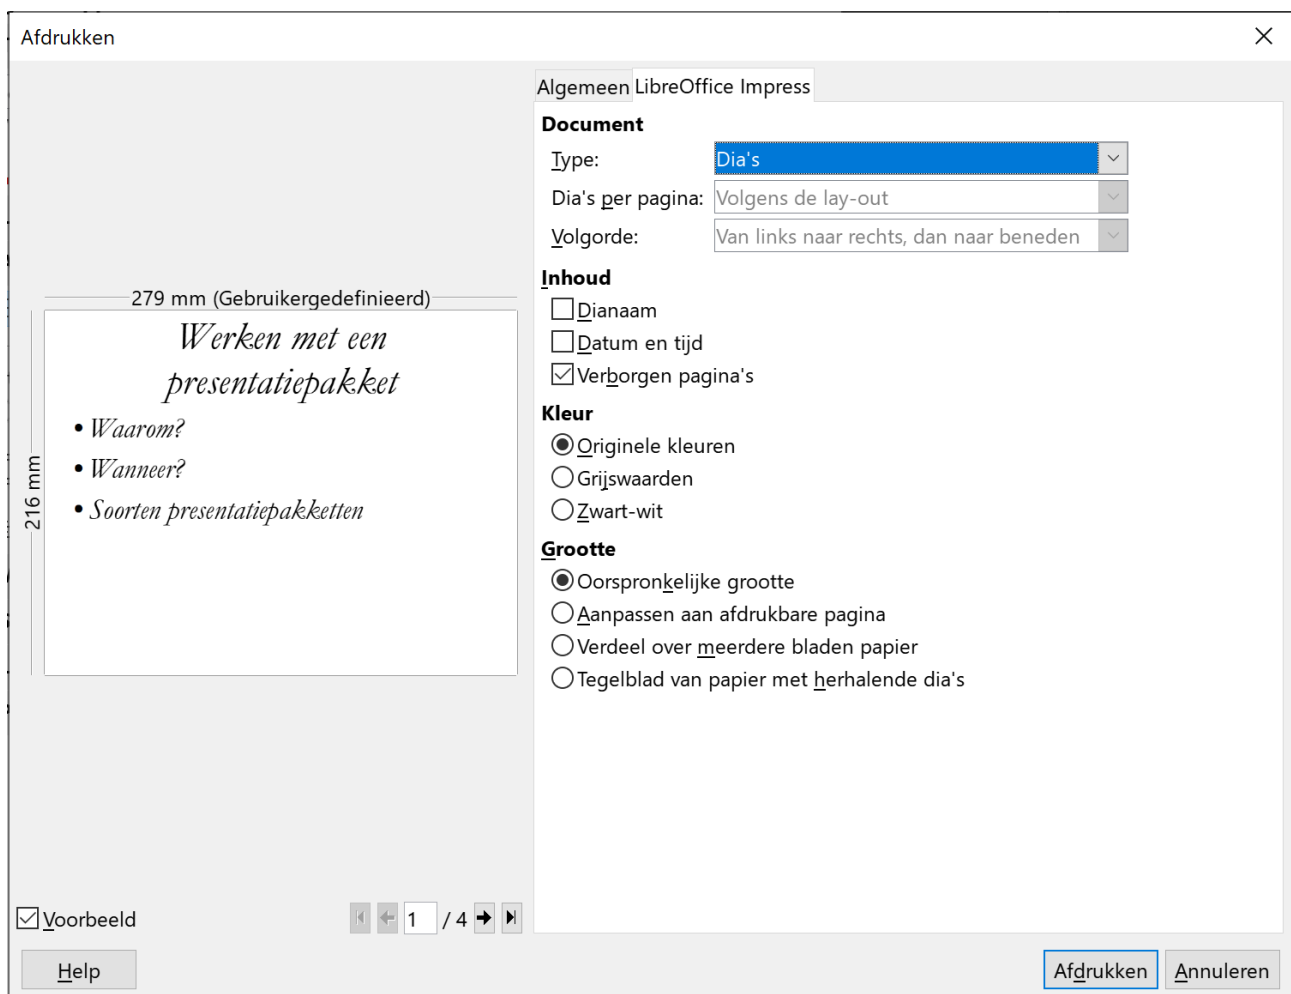 Afdrukken
Algemeen LibreOffice Impress
Document
Type: Dia's
Dia's per pagina: Volgens de lay-out
Volgorde: Van links naar rechts, dan naar beneden
Inhoud
Dianaam
Datum en tijd
Verborgen pagina's
Kleur
Originele kleuren
Grijswaarden
Zwart-wit
Grootte
Oorspronkelijke grootte
Aanpassen aan afdrukbare pagina
Verdeel over meerdere bladen papier
Tegelblad van papier met herhalende dia's
279 mm (Gebruikergedefinieerd)
216 mm
Werken met een
presentatiepakket
• Waarom?
• Wanneer?
• Soorten presentatiepakketten
Voorbeeld
1 / 4
Help
Afdrukken Annuleren